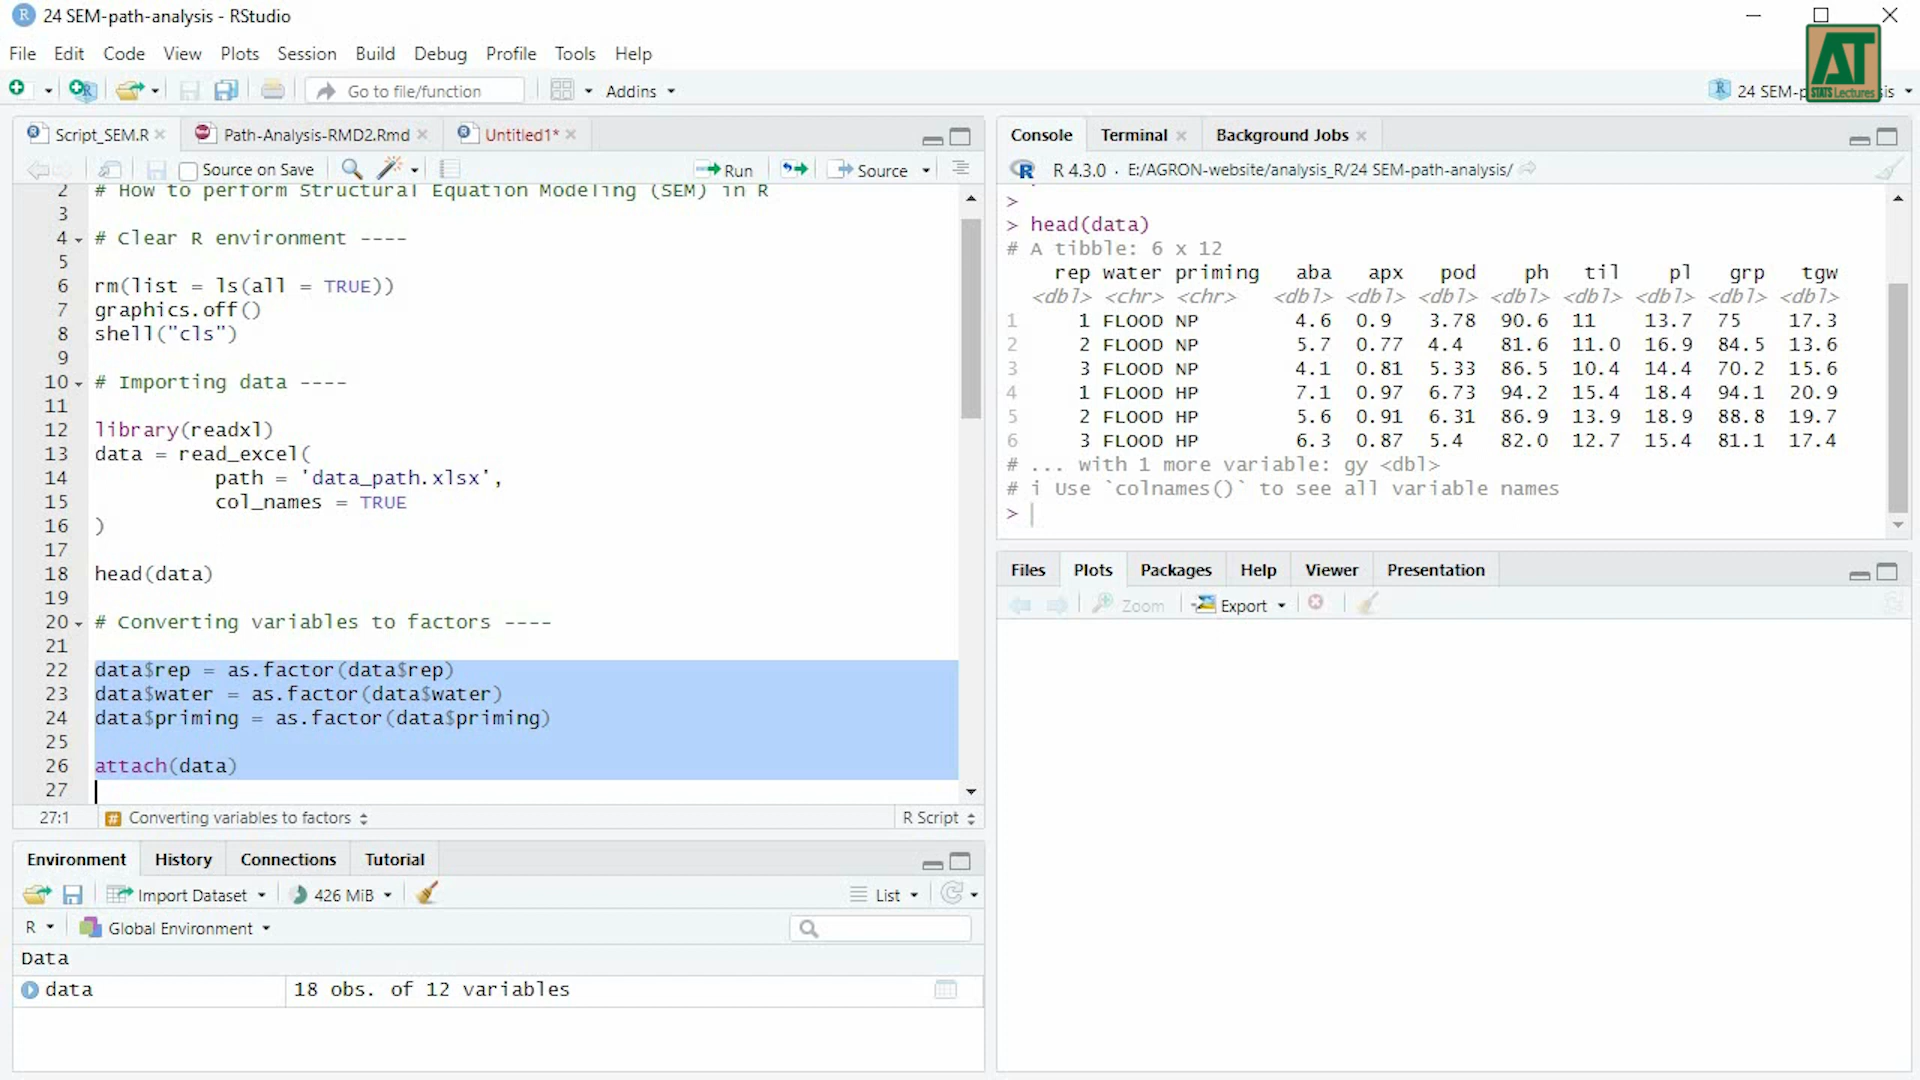 24 SEM-path-analysis - RStudio
File Edit Code View Plots Session Build Debug Profile Tools Help
Go to file/function Addins
24 SEM-p is
AT
STATS Lectures
Script_SEM.R Path-Analysis-RMD2.Rmd Untitled1*
Source on Save Run Source
2 # How to perform Structural Equation Modeling (SEM) in R
3
4 # Clear R environment ----
5
6 rm(list = ls(all = TRUE))
7 graphics.off()
8 shell("cls")
9
10 # Importing data ----
11
12 library(readxl)
13 data = read_excel(
14 path = 'data_path.xlsx',
15 col_names = TRUE
16 )
17
18 head(data)
19
20 # Converting variables to factors ----
21
22 data$rep = as.factor(data$rep)
23 data$water = as.factor(data$water)
24 data$priming = as.factor(data$priming)
25
26 attach(data)
27
27:1 # Converting variables to factors R Script
Environment History Connections Tutorial
Import Dataset 426 MiB List
R Global Environment
Data
data 18 obs. of 12 variables
Console Terminal Background Jobs
R R 4.3.0 · E:/AGRON-website/analysis_R/24 SEM-path-analysis/
>
> head(data)
# A tibble: 6 x 12
rep water priming aba apx pod ph til pl grp tgw
<dbl> <chr> <chr> <dbl> <dbl> <dbl> <dbl> <dbl> <dbl> <dbl> <dbl>
1 1 FLOOD NP 4.6 0.9 3.78 90.6 11 13.7 75 17.3
2 2 FLOOD NP 5.7 0.77 4.4 81.6 11.0 16.9 84.5 13.6
3 3 FLOOD NP 4.1 0.81 5.33 86.5 10.4 14.4 70.2 15.6
4 1 FLOOD HP 7.1 0.97 6.73 94.2 15.4 18.4 94.1 20.9
5 2 FLOOD HP 5.6 0.91 6.31 86.9 13.9 18.9 88.8 19.7
6 3 FLOOD HP 6.3 0.87 5.4 82.0 12.7 15.4 81.1 17.4
# ... with 1 more variable: gy <dbl>
# i Use `colnames()` to see all variable names
>
Files Plots Packages Help Viewer Presentation
Zoom Export